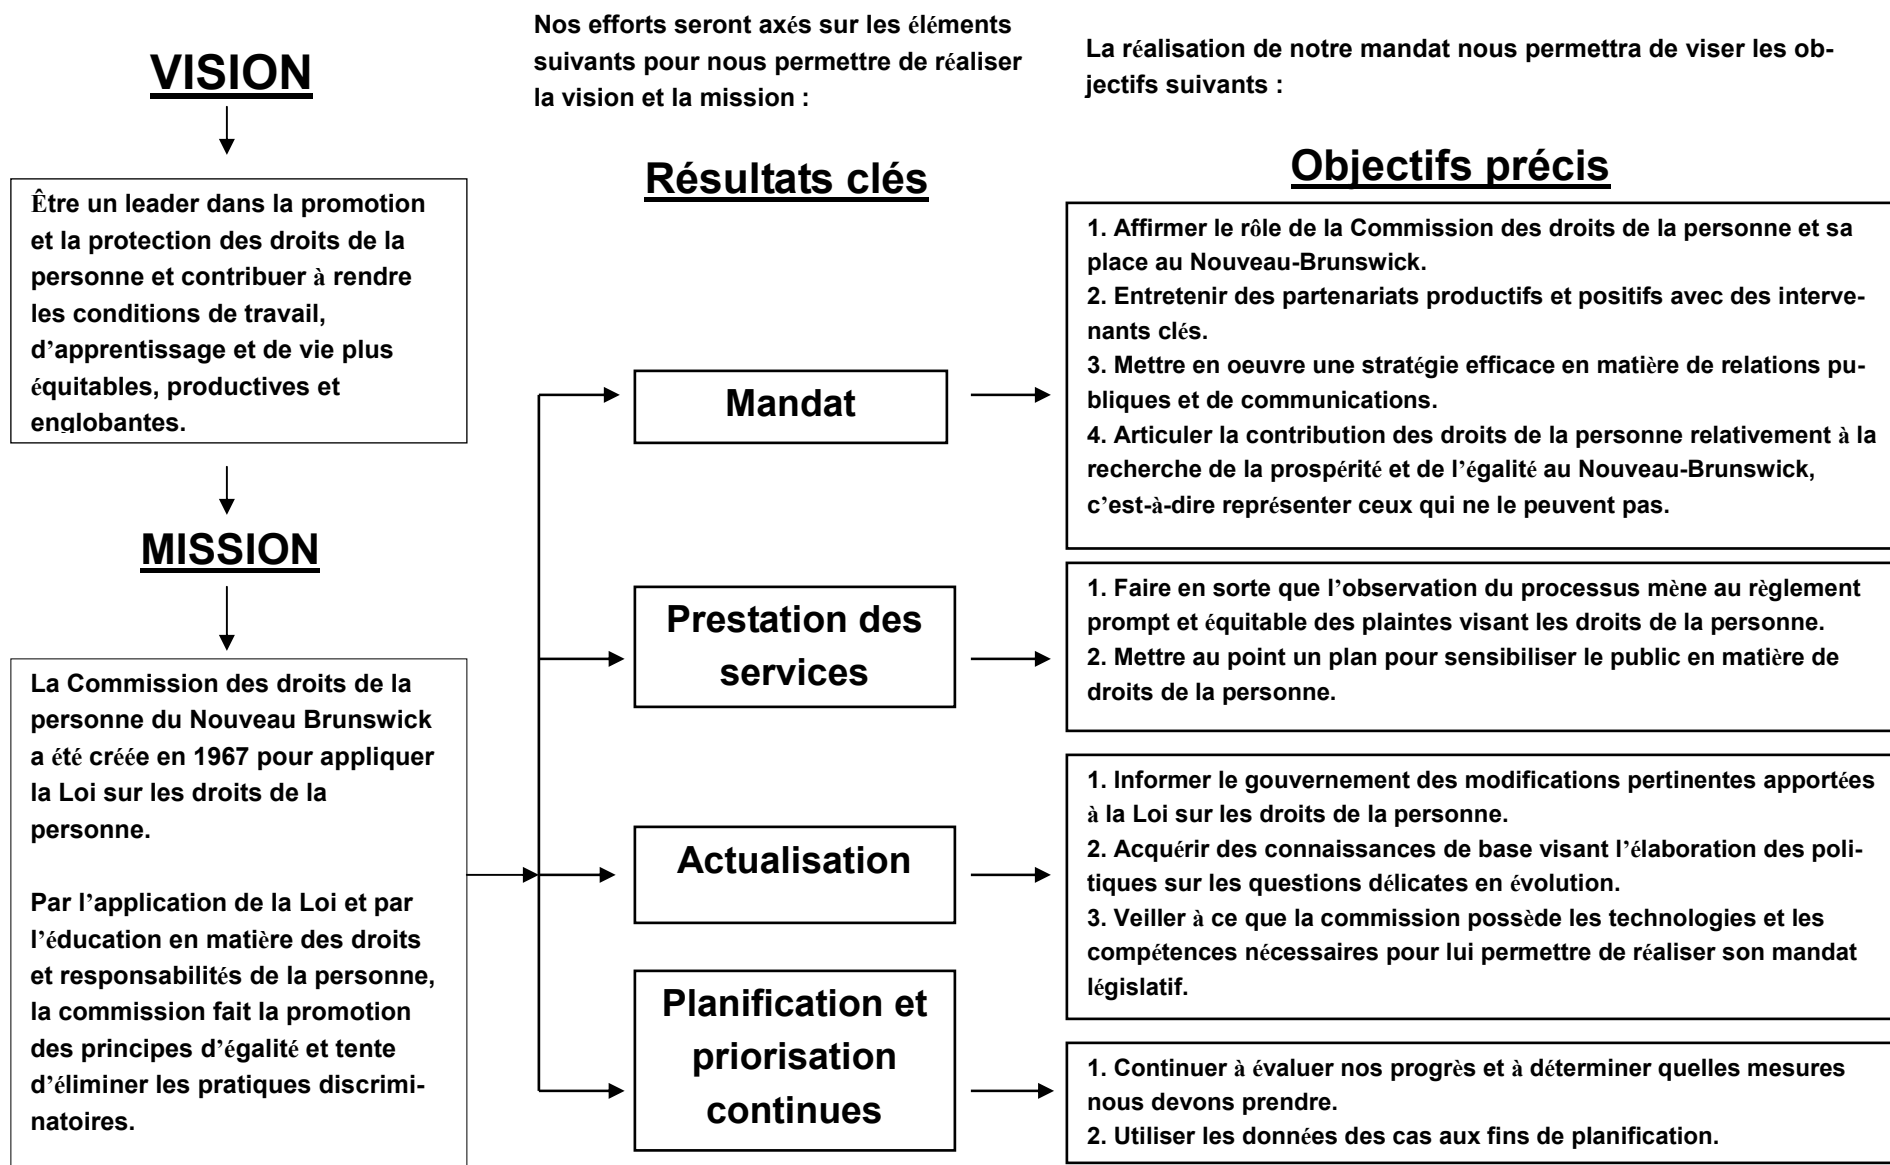 VISION
Être un leader dans la promotion
et la protection des droits de la
personne et contribuer à rendre
les conditions de travail,
d’apprentissage et de vie plus
équitables, productives et
englobantes.
MISSION
La Commission des droits de la
personne du Nouveau Brunswick
a été créée en 1967 pour appliquer
la Loi sur les droits de la
personne.
Par l’application de la Loi et par
l’éducation en matière des droits
et responsabilités de la personne,
la commission fait la promotion
des principes d’égalité et tente
d’éliminer les pratiques discrimi-
natoires.
Nos efforts seront axés sur les éléments
suivants pour nous permettre de réaliser
la vision et la mission :
Résultats clés
Mandat
Prestation des
services
Actualisation
Planification et
priorisation
continues
La réalisation de notre mandat nous permettra de viser les ob-
jectifs suivants :
Objectifs précis
1. Affirmer le rôle de la Commission des droits de la personne et sa
place au Nouveau-Brunswick.
2. Entretenir des partenariats productifs et positifs avec des interve-
nants clés.
3. Mettre en oeuvre une stratégie efficace en matière de relations pu-
bliques et de communications.
4. Articuler la contribution des droits de la personne relativement à la
recherche de la prospérité et de l’égalité au Nouveau-Brunswick,
c’est-à-dire représenter ceux qui ne le peuvent pas.
1. Faire en sorte que l’observation du processus mène au règlement
prompt et équitable des plaintes visant les droits de la personne.
2. Mettre au point un plan pour sensibiliser le public en matière de
droits de la personne.
1. Informer le gouvernement des modifications pertinentes apportées
à la Loi sur les droits de la personne.
2. Acquérir des connaissances de base visant l’élaboration des poli-
tiques sur les questions délicates en évolution.
3. Veiller à ce que la commission possède les technologies et les
compétences nécessaires pour lui permettre de réaliser son mandat
législatif.
1. Continuer à évaluer nos progrès et à déterminer quelles mesures
nous devons prendre.
2. Utiliser les données des cas aux fins de planification.